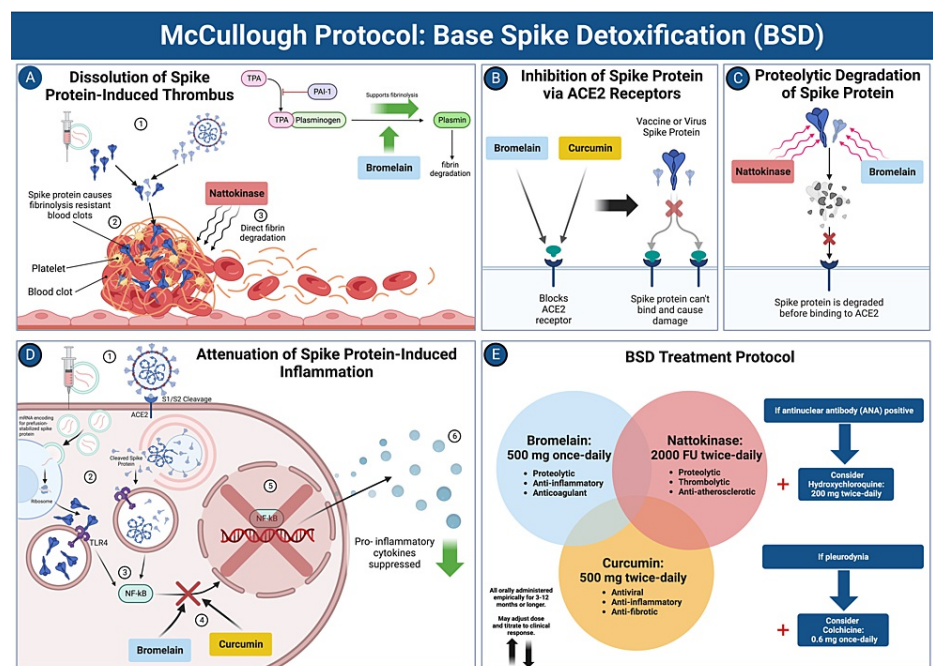 McCullough Protocol: Base Spike Detoxification (BSD)
A
Dissolution of Spike
Protein-Induced Thrombus
TPA
PAI-1
TPA
Plasminogen
Supports fibrinolysis
Plasmin
Bromelain
fibrin
degradation
1
Spike protein causes
fibrinolysis resistant
blood clots
2
Nattokinase
3
Direct fibrin
degradation
Platelet
Blood clot
B
Inhibition of Spike Protein
via ACE2 Receptors
Bromelain
Curcumin
Vaccine or Virus
Spike Protein
Blocks
ACE2
receptor
Spike protein can't
bind and cause
damage
C
Proteolytic Degradation
of Spike Protein
Nattokinase
Bromelain
Spike protein is degraded
before binding to ACE2
D
Attenuation of Spike Protein-Induced
Inflammation
1
S1/S2 Cleavage
ACE2
mRNA encoding
for prefusion-
stabilized spike
protein
Cleaved Spike
Protein
2
Ribosome
TLR4
3
NF-kB
4
Bromelain
Curcumin
5
NF-kB
6
Pro- inflammatory
cytokines
suppressed
E
BSD Treatment Protocol
Bromelain:
500 mg once-daily
• Proteolytic
• Anti-inflammatory
• Anticoagulant
Nattokinase:
2000 FU twice-daily
• Proteolytic
• Thrombolytic
• Anti-atherosclerotic
Curcumin:
500 mg twice-daily
• Antiviral
• Anti-inflammatory
• Anti-fibrotic
All orally administered
empirically for 3-12
months or longer.
May adjust dose
and titrate to clinical
response.
If antinuclear antibody (ANA) positive
+
Consider
Hydroxychloroquine:
200 mg twice-daily
If pleurodynia
+
Consider
Colchicine:
0.6 mg once-daily